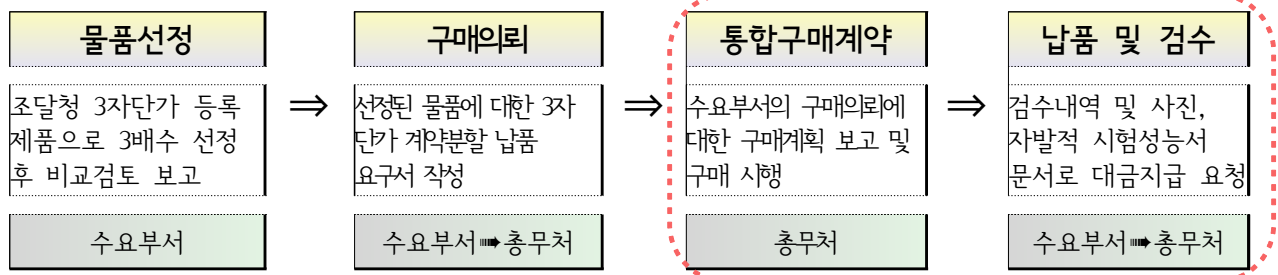 물품선정
조달청 3자단가 등록
제품으로 3배수 선정
후 비교검토 보고
수요부서
⇒
구매의뢰
선정된 물품에 대한 3자
단가 계약분할 납품
요구서 작성
수요부서➠총무처
⇒
통합구매계약
수요부서의 구매의뢰에
대한 구매계획 보고 및
구매 시행
총무처
⇒
납품 및 검수
검수내역 및 사진,
자발적 시험성능서
문서로 대금지급 요청
수요부서➠총무처